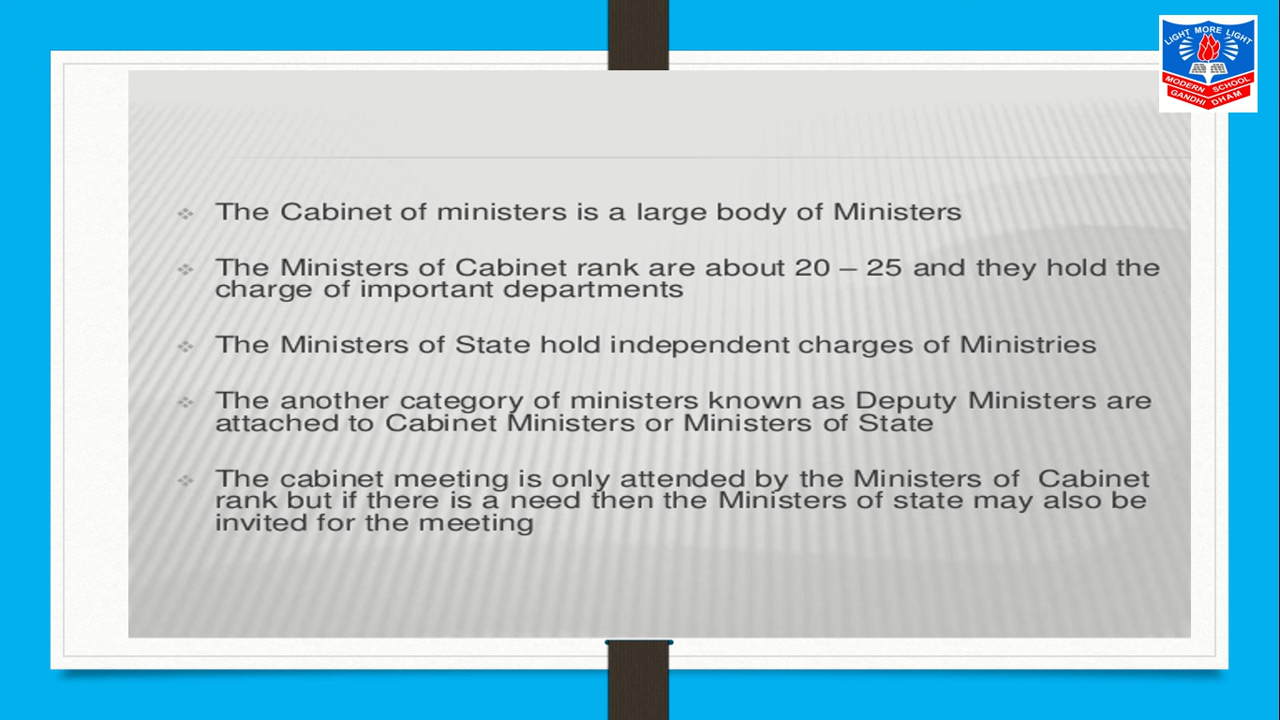 LIGHT MORE LIGHT
MODERN SCHOOL
GANDHI DHAM
The Cabinet of ministers is a large body of Ministers
The Ministers of Cabinet rank are about 20 – 25 and they hold the
charge of important departments
The Ministers of State hold independent charges of Ministries
The another category of ministers known as Deputy Ministers are
attached to Cabinet Ministers or Ministers of State
The cabinet meeting is only attended by the Ministers of Cabinet
rank but if there is a need then the Ministers of state may also be
invited for the meeting